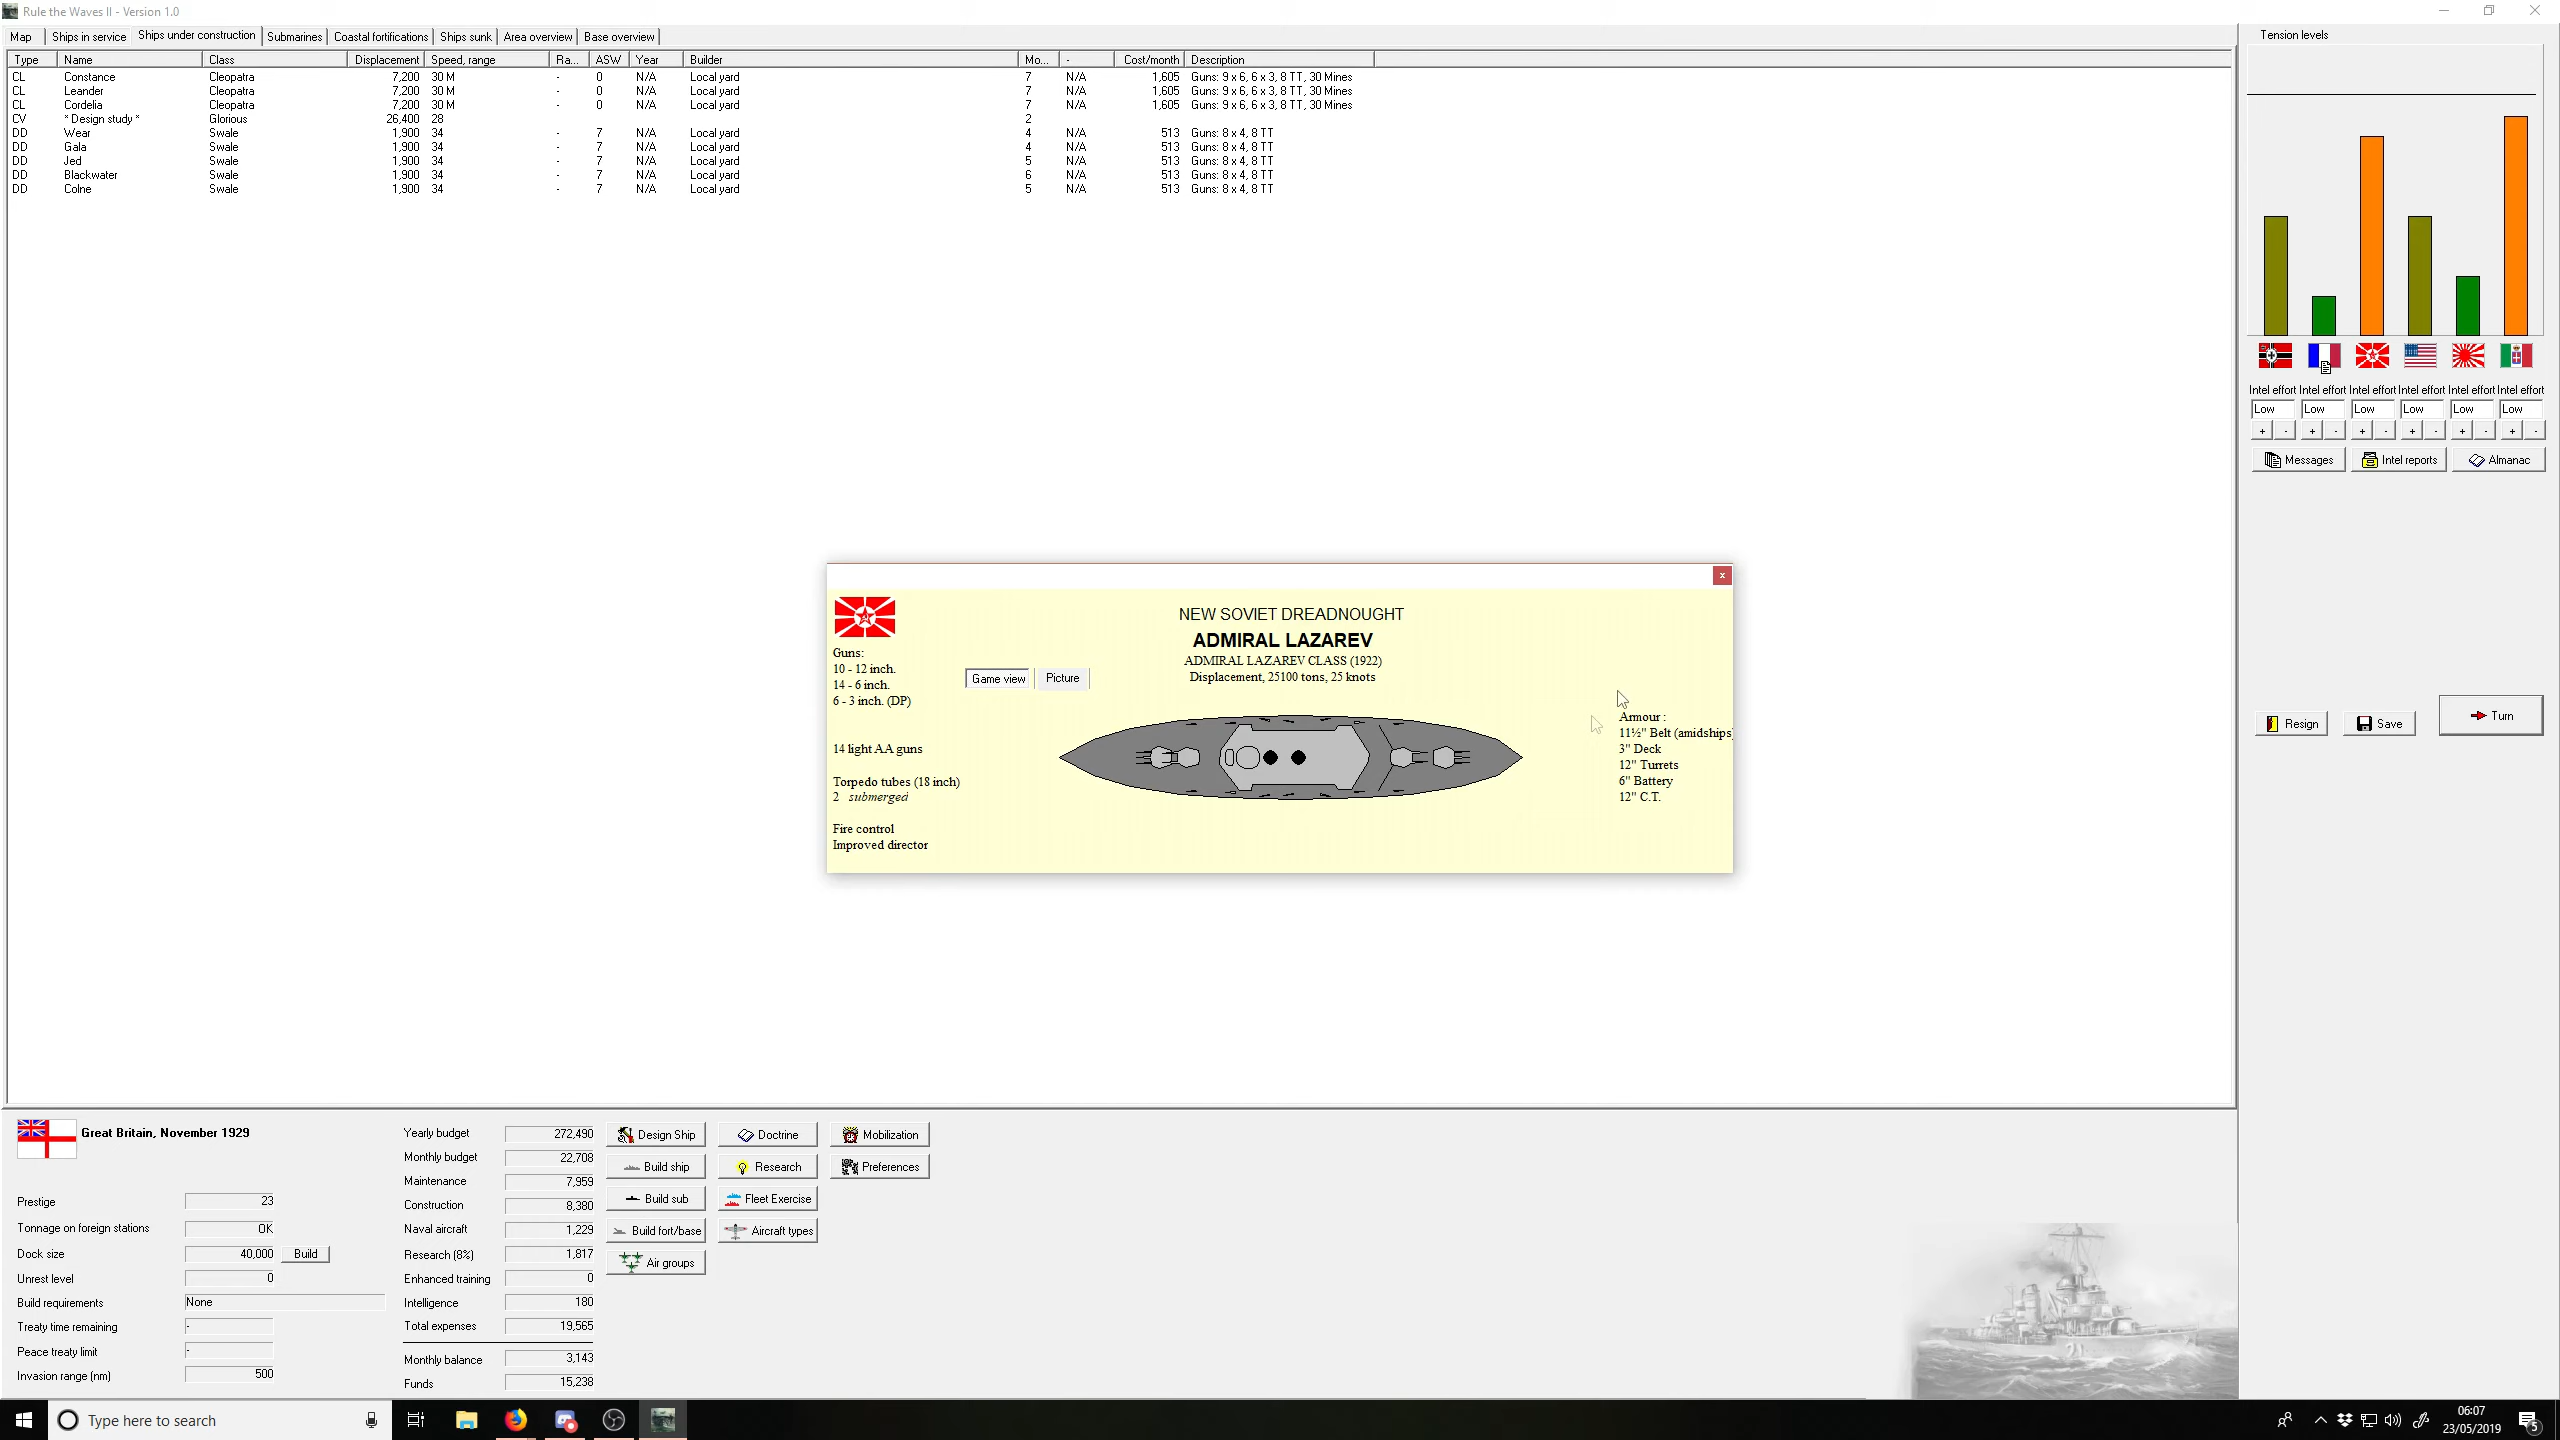 Rule the Waves II - Version 1.0
Map Ships in service Ships under construction Submarines Coastal fortifications Ships sunk Area overview Base overview
Type Name Class Displacement Speed, range Ra... ASW Year Builder Mo... - Cost/month Description
CL Constance Cleopatra 7,200 30 M - 0 N/A Local yard 7 N/A 1,605 Guns: 9 x 6, 6 x 3, 8 TT, 30 Mines
CL Leander Cleopatra 7,200 30 M - 0 N/A Local yard 7 N/A 1,605 Guns: 9 x 6, 6 x 3, 8 TT, 30 Mines
CL Cordelia Cleopatra 7,200 30 M - 0 N/A Local yard 7 N/A 1,605 Guns: 9 x 6, 6 x 3, 8 TT, 30 Mines
CV * Design study * Glorious 26,400 28 2
DD Wear Swale 1,900 34 - 7 N/A Local yard 4 N/A 513 Guns: 8 x 4, 8 TT
DD Gala Swale 1,900 34 - 7 N/A Local yard 4 N/A 513 Guns: 8 x 4, 8 TT
DD Jed Swale 1,900 34 - 7 N/A Local yard 5 N/A 513 Guns: 8 x 4, 8 TT
DD Blackwater Swale 1,900 34 - 7 N/A Local yard 6 N/A 513 Guns: 8 x 4, 8 TT
DD Colne Swale 1,900 34 - 7 N/A Local yard 5 N/A 513 Guns: 8 x 4, 8 TT
Tension levels
Intel effort Intel effort Intel effort Intel effort Intel effort Intel effort
Low Low Low Low Low Low
+ - + - + - + - + - + -
Messages Intel reports Almanac
Resign Save Turn
x
NEW SOVIET DREADNOUGHT
ADMIRAL LAZAREV
ADMIRAL LAZAREV CLASS (1922)
Displacement, 25100 tons, 25 knots
Guns:
10 - 12 inch.
14 - 6 inch.
6 - 3 inch. (DP)
Game view Picture
14 light AA guns
Torpedo tubes (18 inch)
2 submerged
Fire control
Improved director
Armour :
11½" Belt (amidships)
3" Deck
12" Turrets
6" Battery
12" C.T.
Great Britain, November 1929
Prestige 23
Tonnage on foreign stations OK
Dock size 40,000 Build
Unrest level 0
Build requirements None
Treaty time remaining -
Peace treaty limit -
Invasion range (nm) 500
Yearly budget 272,490
Monthly budget 22,708
Maintenance 7,959
Construction 8,380
Naval aircraft 1,229
Research (8%) 1,817
Enhanced training 0
Intelligence 180
Total expenses 19,565
Monthly balance 3,143
Funds 15,238
Design Ship Doctrine Mobilization
Build ship Research Preferences
Build sub Fleet Exercise
Build fort/base Aircraft types
Air groups
Type here to search
06:07
23/05/2019
5